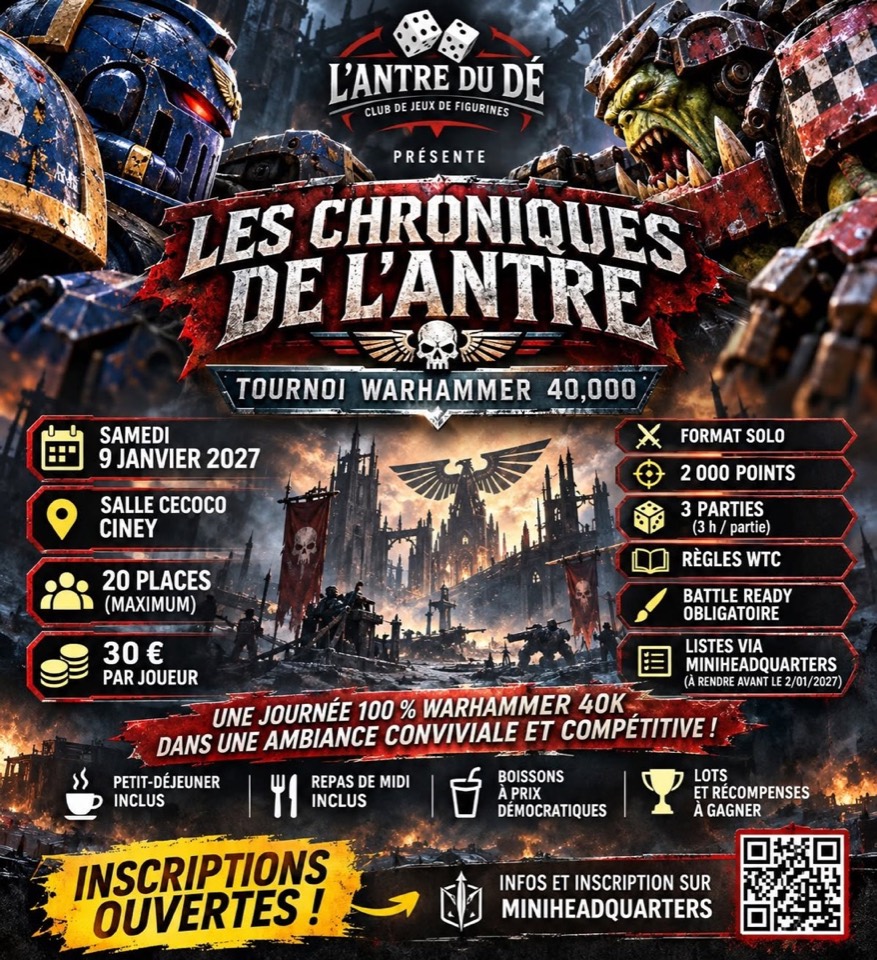 L'ANTRE DU DÉ
CLUB DE JEUX DE FIGURINES
PRÉSENTE
LES CHRONIQUES
DE L'ANTRE
TOURNOI WARHAMMER 40,000
SAMEDI
9 JANVIER 2027
SALLE CECOCO
CINEY
20 PLACES
(MAXIMUM)
30 €
PAR JOUEUR
FORMAT SOLO
2 000 POINTS
3 PARTIES
(3 h / partie)
RÈGLES WTC
BATTLE READY
OBLIGATOIRE
LISTES VIA
MINIHEADQUARTERS
(À RENDRE AVANT LE 2/01/2027)
UNE JOURNÉE 100 % WARHAMMER 40K
DANS UNE AMBIANCE CONVIVIALE ET COMPÉTITIVE !
PETIT-DÉJEUNER
INCLUS
REPAS DE MIDI
INCLUS
BOISSONS
À PRIX
DÉMOCRATIQUES
LOTS
ET RÉCOMPENSES
À GAGNER
INSCRIPTIONS
OUVERTES !
INFOS ET INSCRIPTION SUR
MINIHEADQUARTERS